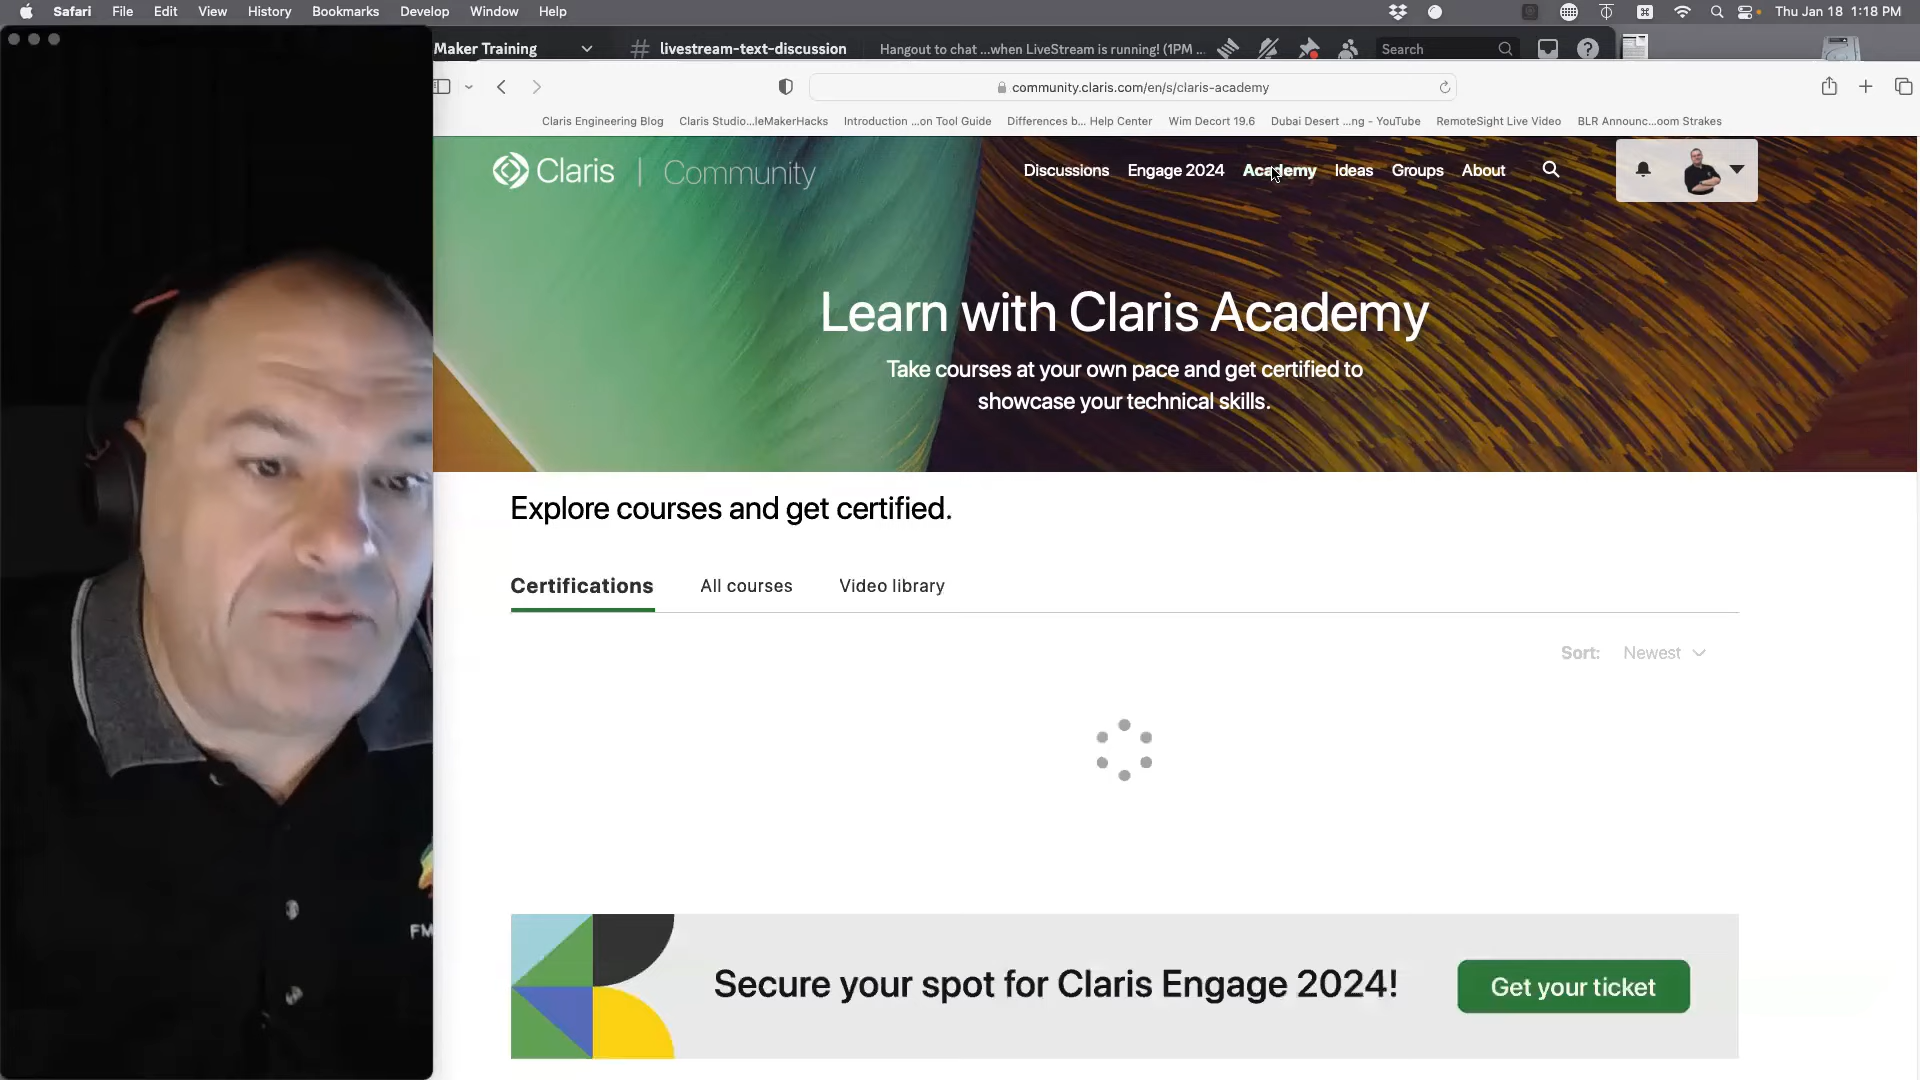 Safari File Edit View History Bookmarks Develop Window Help Thu Jan 18 1:18 PM
Maker Training # livestream-text-discussion Hangout to chat ...when LiveStream is running! (1PM ... Search
community.claris.com/en/s/claris-academy
Claris Engineering Blog Claris Studio...leMakerHacks Introduction ...on Tool Guide Differences b... Help Center Wim Decort 19.6 Dubai Desert ...ng - YouTube RemoteSight Live Video BLR Announc...oom Strakes
Claris | Community Discussions Engage 2024 Academy Ideas Groups About
Learn with Claris Academy
Take courses at your own pace and get certified to
showcase your technical skills.
Explore courses and get certified.
Certifications All courses Video library
Sort: Newest
FM
Secure your spot for Claris Engage 2024! Get your ticket